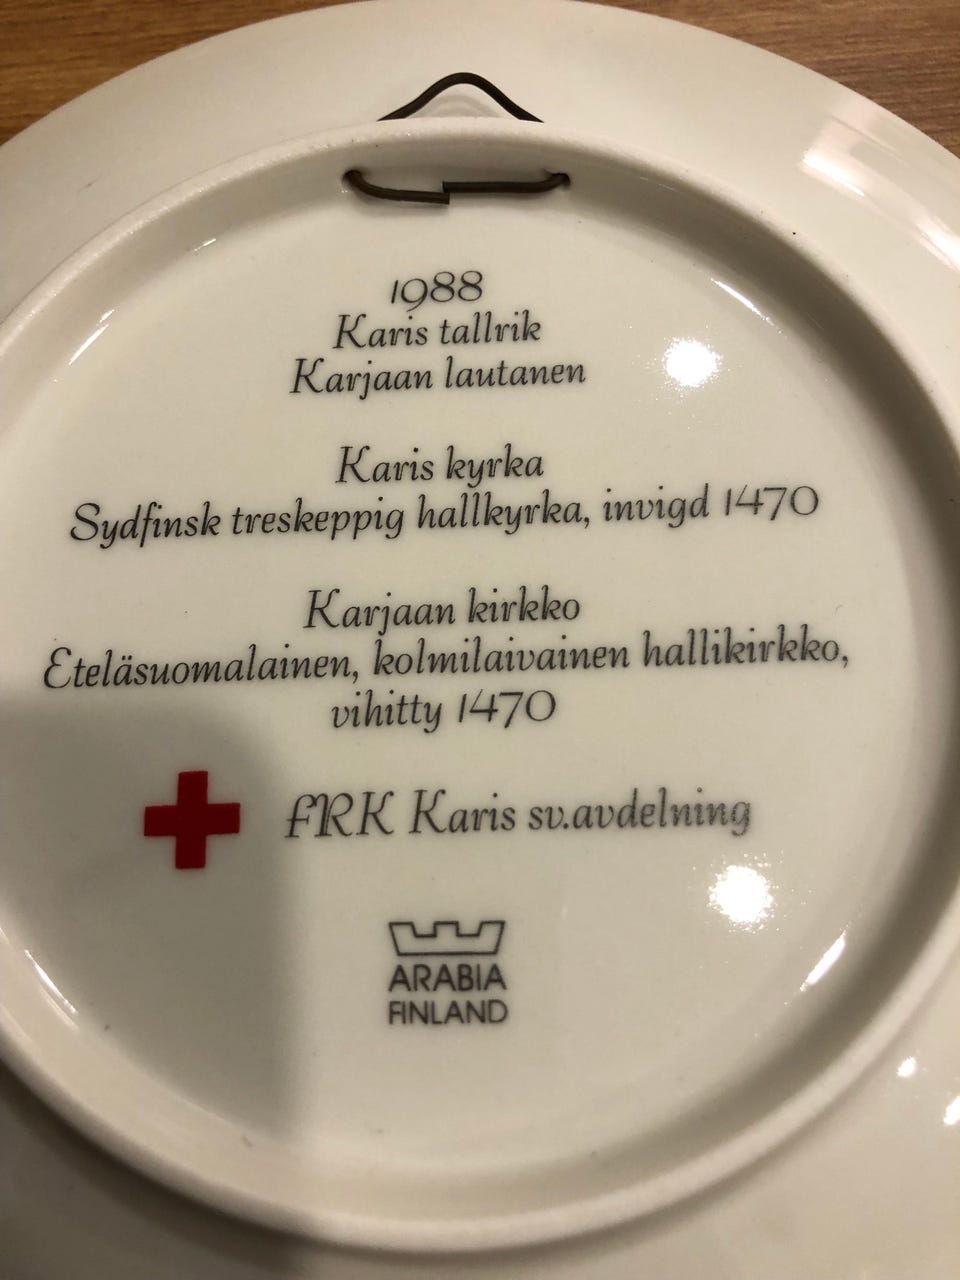 1988
Karis tallrik
Karjaan lautanen
Karis kyrka
Sydfinsk treskeppig hallkyrka, invigd 1470
Karjaan kirkko
Eteläsuomalainen, kolmilaivainen hallikirkko,
vihitty 1470
FRK Karis sv.avdelning
ARABIA
FINLAND